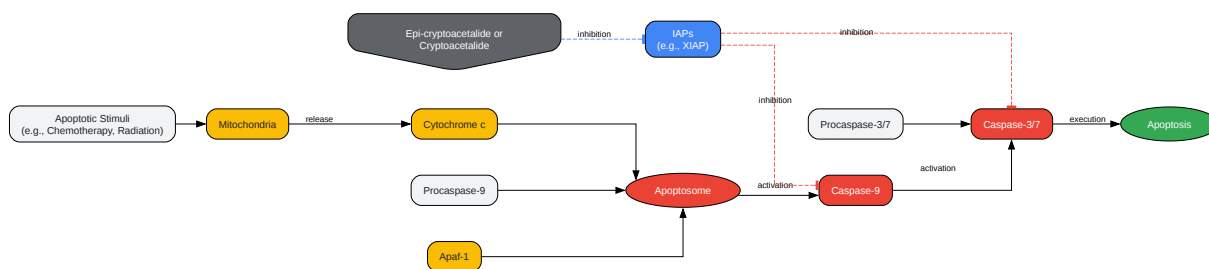 Epi-cryptoacetalide or
Cryptoacetalide
inhibition
IAPs
(e.g., XIAP)
inhibition
inhibition
Apoptotic Stimuli
(e.g., Chemotherapy, Radiation)
Mitochondria
release
Cytochrome c
Procaspase-3/7
Caspase-3/7
execution
Apoptosis
Procaspase-9
Apoptosome
activation
Caspase-9
activation
Apaf-1